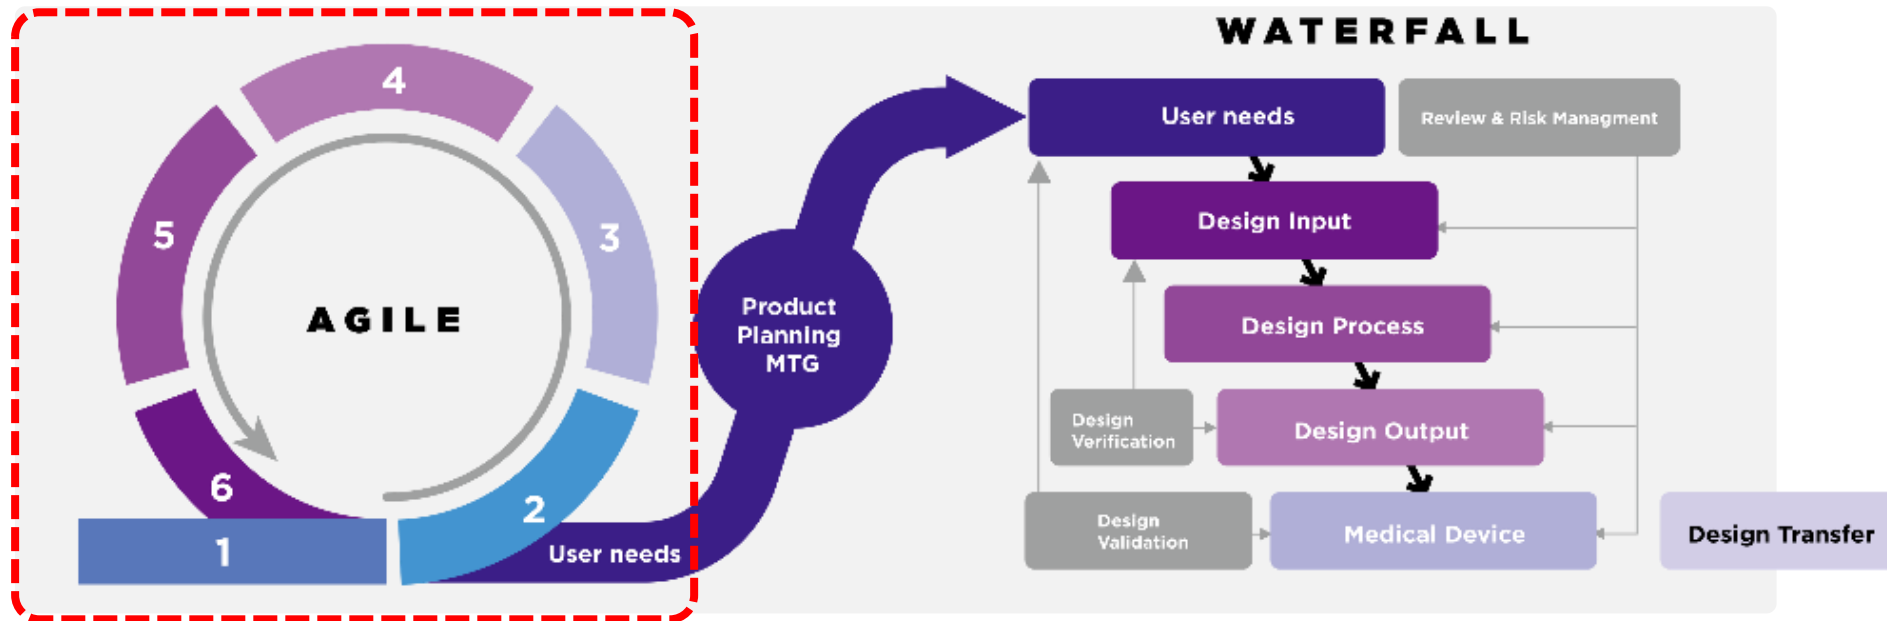 WATERFALL
4
5
3
AGILE
6
2
1
User needs
Product
Planning
MTG
User needs
Review & Risk Managment
Design Input
Design Process
Design
Verification
Design Output
Design
Validation
Medical Device
Design Transfer